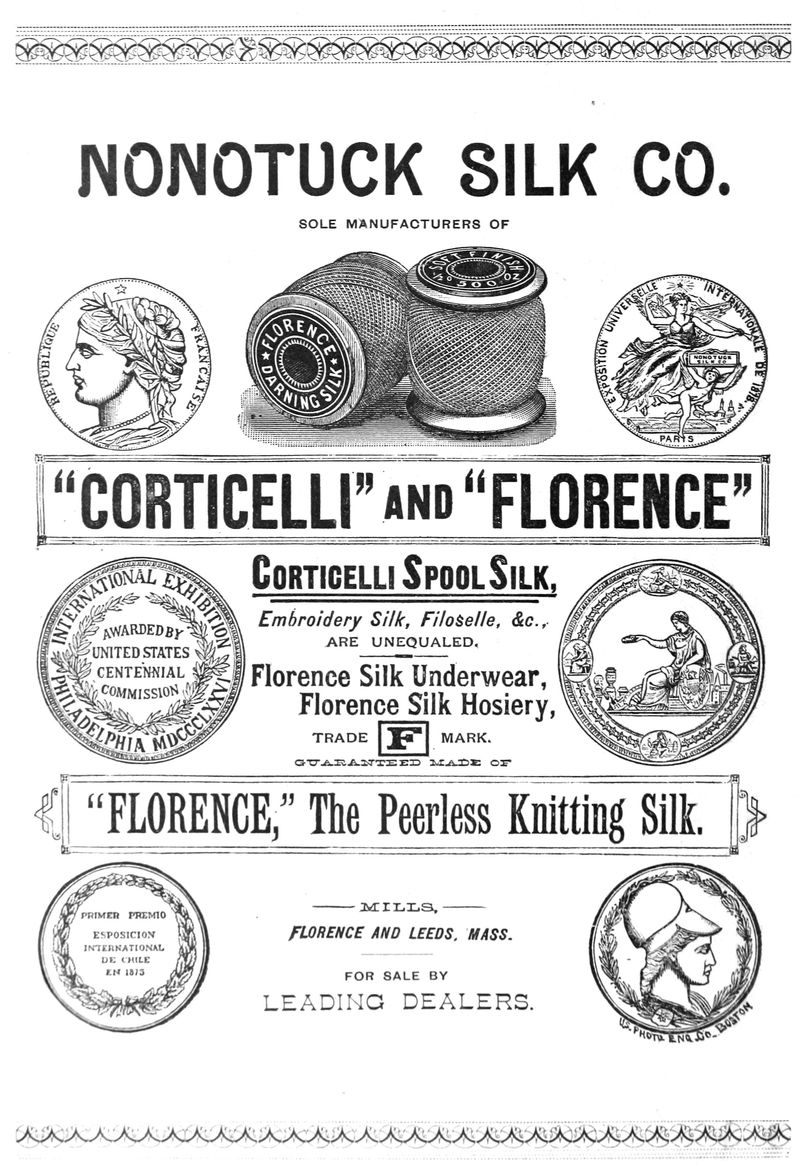 NONOTUCK SILK CO.
SOLE MANUFACTURERS OF
REPUBLIQUE FRANCAISE
★ FLORENCE ★ DARNING SILK
SOFT FINISH
½ OZ
500
EXPOSITION UNIVERSELLE INTERNATIONALE DE 1878.
NONOTUCK
SILK CO
PARIS
"CORTICELLI" AND "FLORENCE"
INTERNATIONAL EXHIBITION
AWARDED BY
UNITED STATES
CENTENNIAL
COMMISSION
PHILADELPHIA MDCCCLXXVI
CORTICELLI SPOOL SILK,
Embroidery Silk, Filoselle, &c.,
ARE UNEQUALED.
Florence Silk Underwear,
Florence Silk Hosiery,
TRADE F MARK.
GUARANTEED MADE OF
"FLORENCE," The Peerless Knitting Silk.
PRIMER PREMIO
ESPOSICION
INTERNATIONAL
DE CHILE
EN 1875
MILLS,
FLORENCE AND LEEDS, MASS.
FOR SALE BY
LEADING DEALERS.
U.S. PHOTO ENG. CO. BOSTON